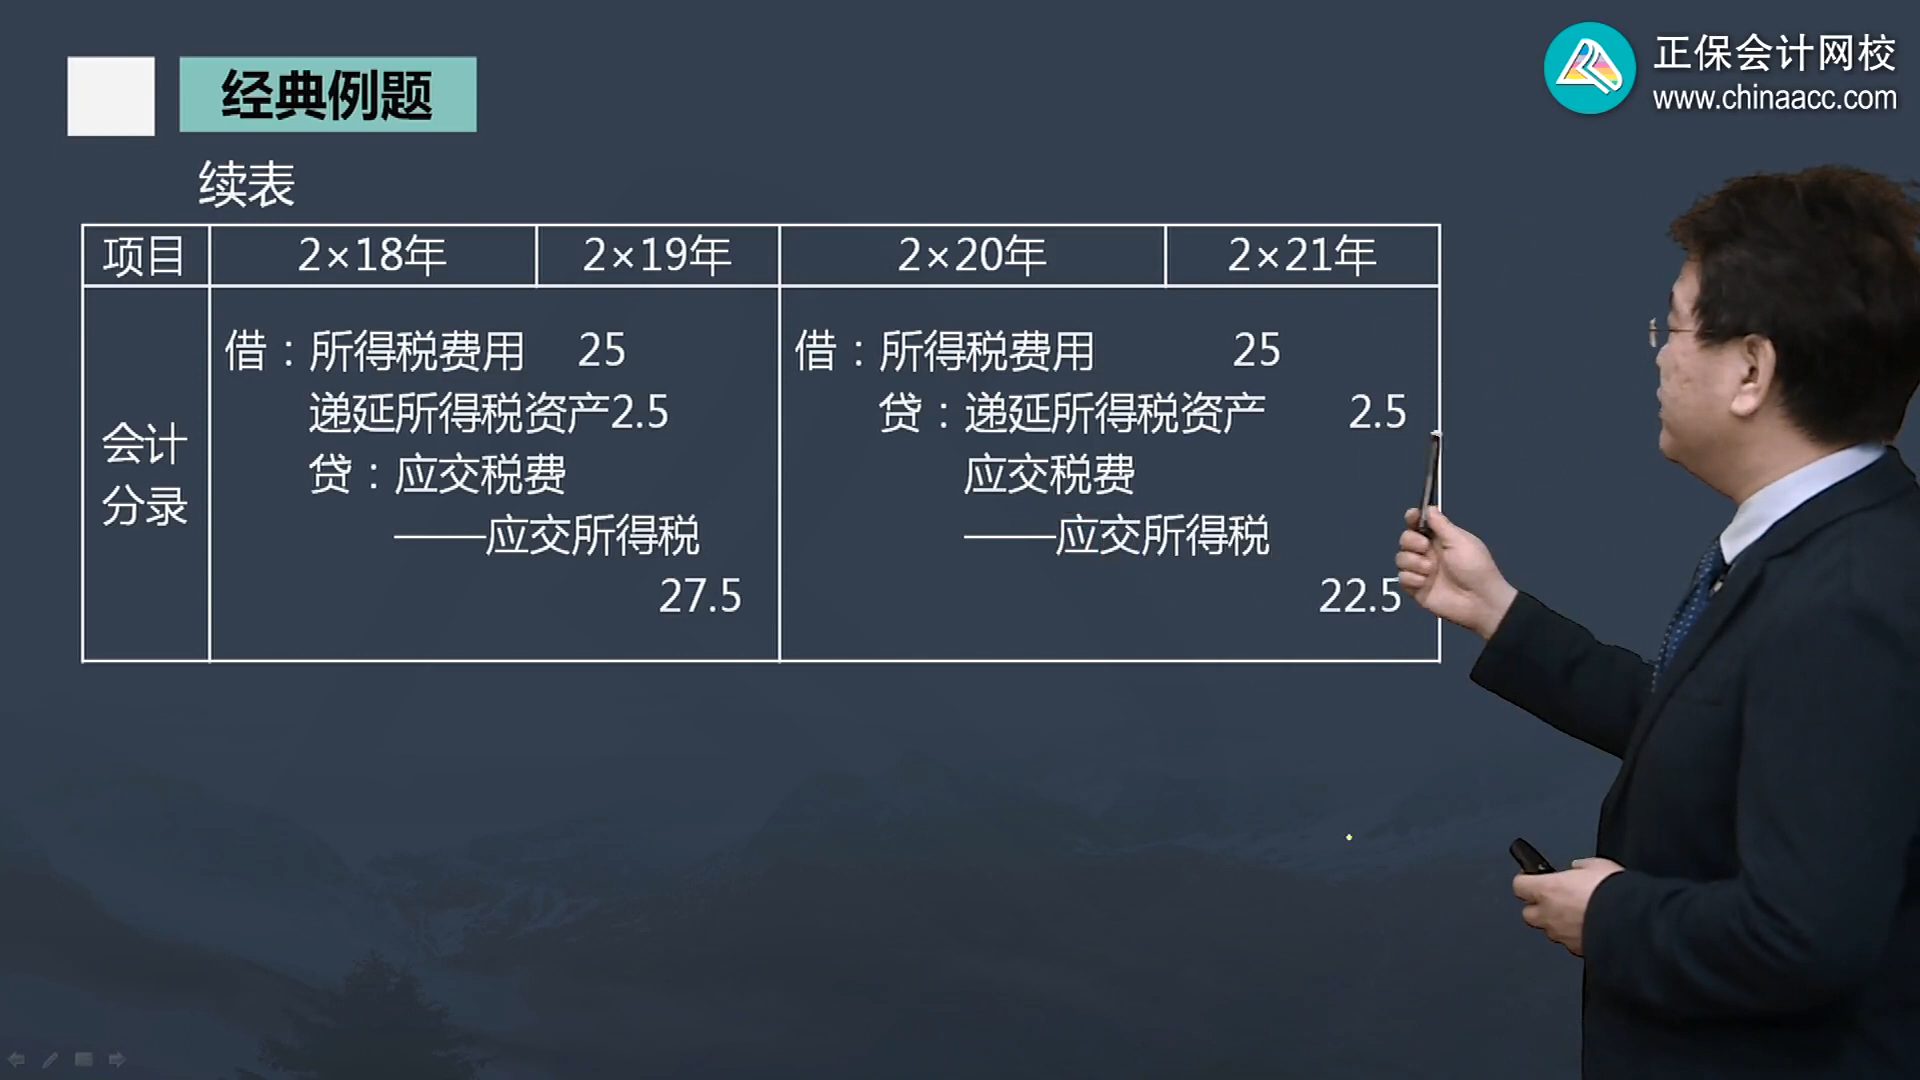 正保会计网校
www.chinaacc.com
经典例题
续表
项目 2×18年 2×19年 2×20年 2×21年
会计分录
借：所得税费用 25
递延所得税资产2.5
贷：应交税费
——应交所得税
27.5
借：所得税费用 25
贷：递延所得税资产 2.5
应交税费
——应交所得税
22.5